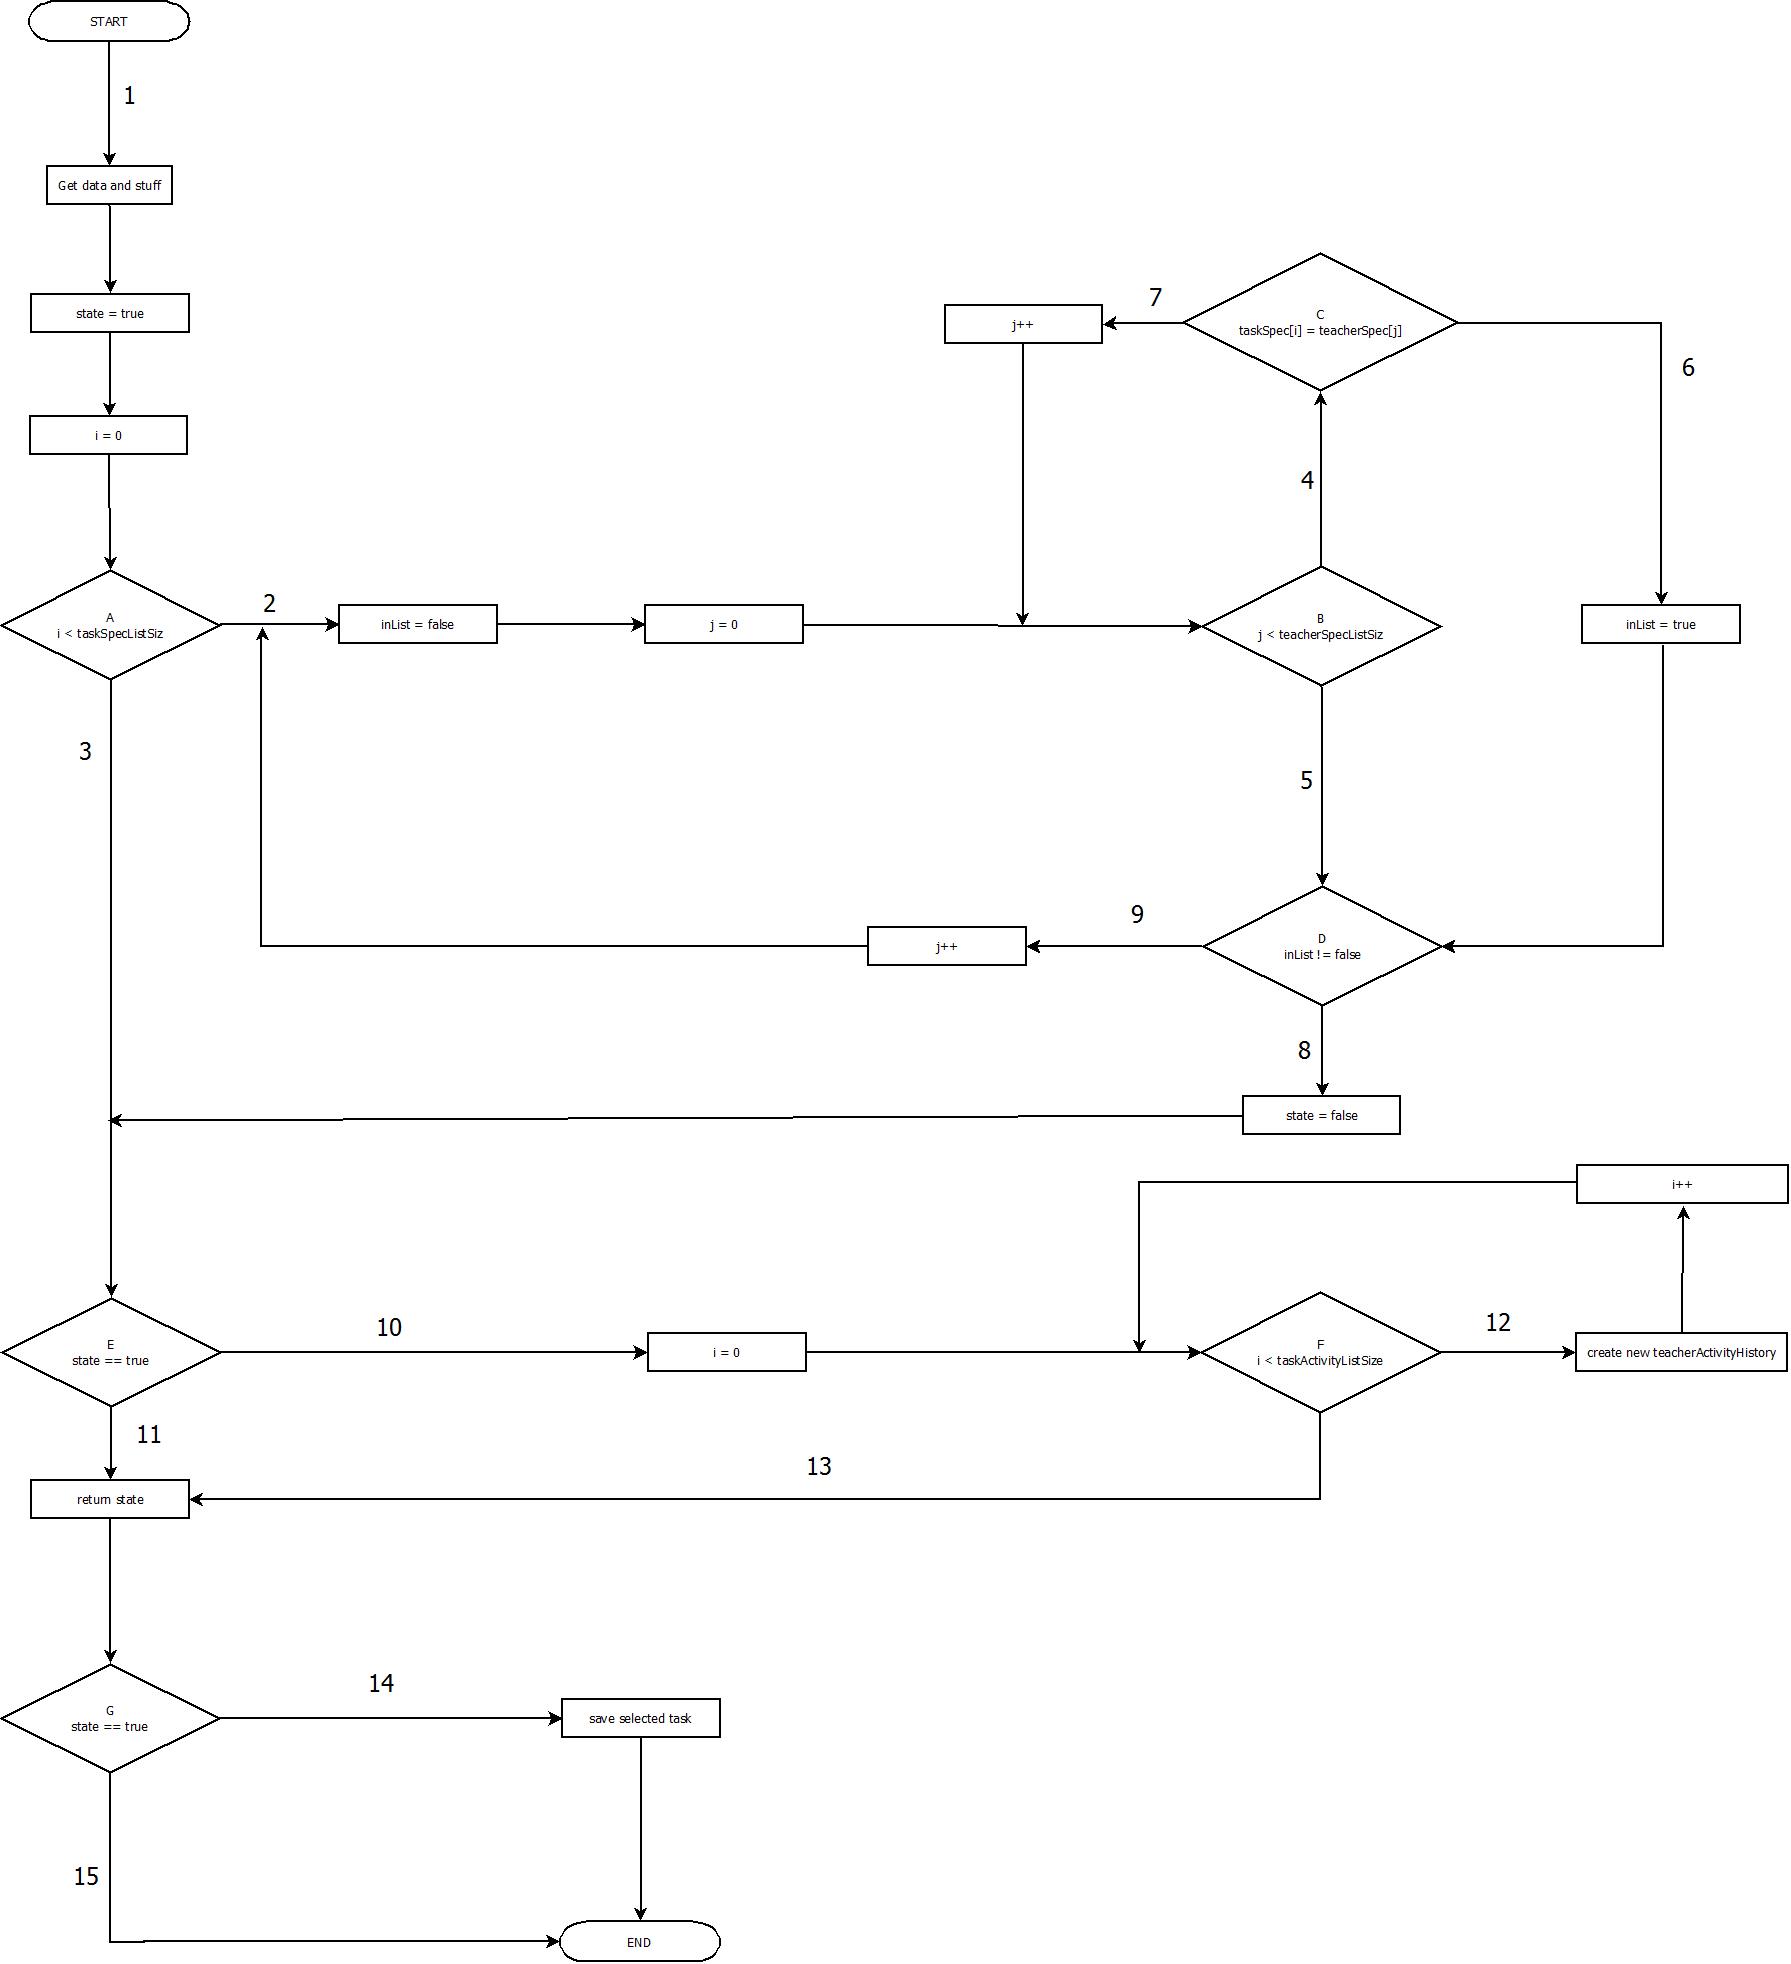 START
1
Get data and stuff
state = true
i = 0
7
j++
C
taskSpec[i] = teacherSpec[j]
6
4
A
i < taskSpecListSiz
2
inList = false
j = 0
B
j < teacherSpecListSiz
inList = true
3
5
9
j++
D
inList != false
8
state = false
i++
E
state == true
10
i = 0
F
i < taskActivityListSize
12
create new teacherActivityHistory
11
13
return state
G
state == true
14
save selected task
15
END